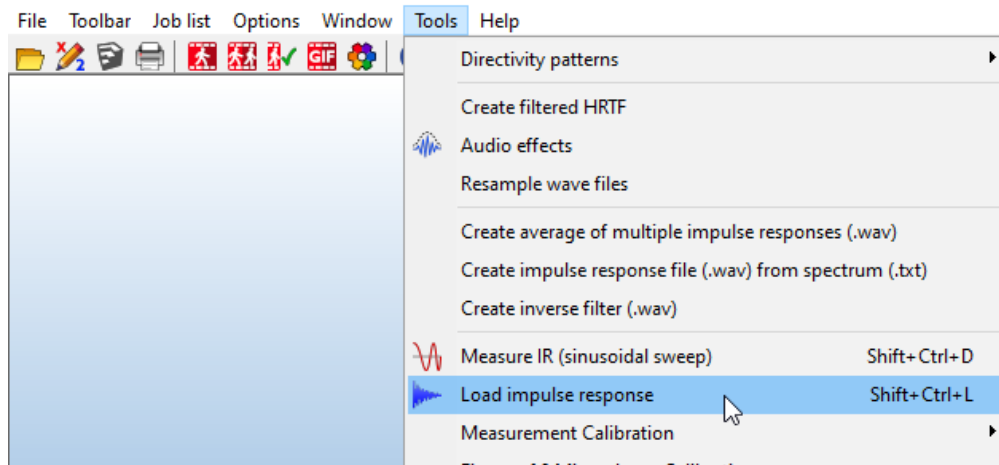 File Toolbar Job list Options Window Tools Help
GIF
Directivity patterns
Create filtered HRTF
Audio effects
Resample wave files
Create average of multiple impulse responses (.wav)
Create impulse response file (.wav) from spectrum (.txt)
Create inverse filter (.wav)
Measure IR (sinusoidal sweep) Shift+Ctrl+D
Load impulse response Shift+Ctrl+L
Measurement Calibration